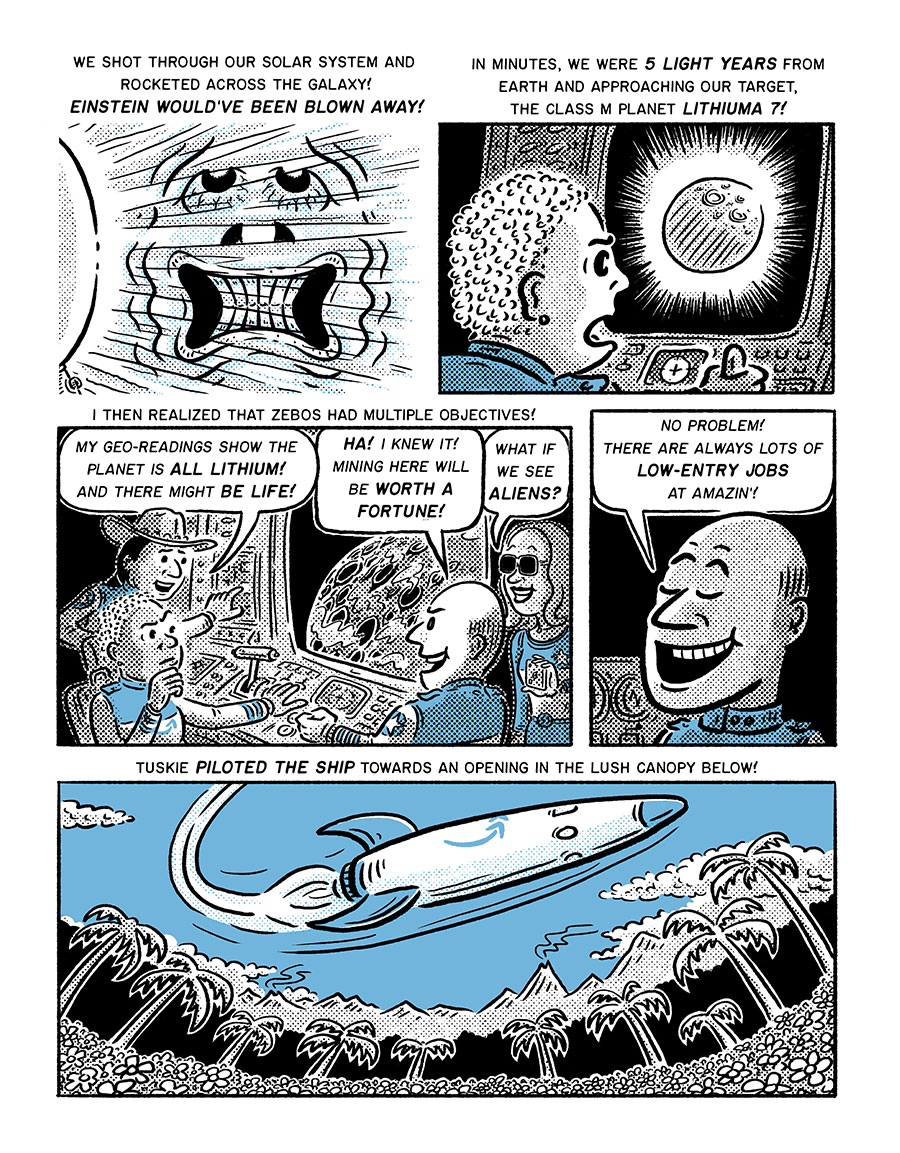 WE SHOT THROUGH OUR SOLAR SYSTEM AND
ROCKETED ACROSS THE GALAXY!
EINSTEIN WOULD'VE BEEN BLOWN AWAY!
IN MINUTES, WE WERE 5 LIGHT YEARS FROM
EARTH AND APPROACHING OUR TARGET,
THE CLASS M PLANET LITHIUMA 7!
I THEN REALIZED THAT ZEBOS HAD MULTIPLE OBJECTIVES!
MY GEO-READINGS SHOW THE
PLANET IS ALL LITHIUM!
AND THERE MIGHT BE LIFE!
HA! I KNEW IT!
MINING HERE WILL
BE WORTH A
FORTUNE!
WHAT IF
WE SEE
ALIENS?
NO PROBLEM!
THERE ARE ALWAYS LOTS OF
LOW-ENTRY JOBS
AT AMAZIN'!
TUSKIE PILOTED THE SHIP TOWARDS AN OPENING IN THE LUSH CANOPY BELOW!